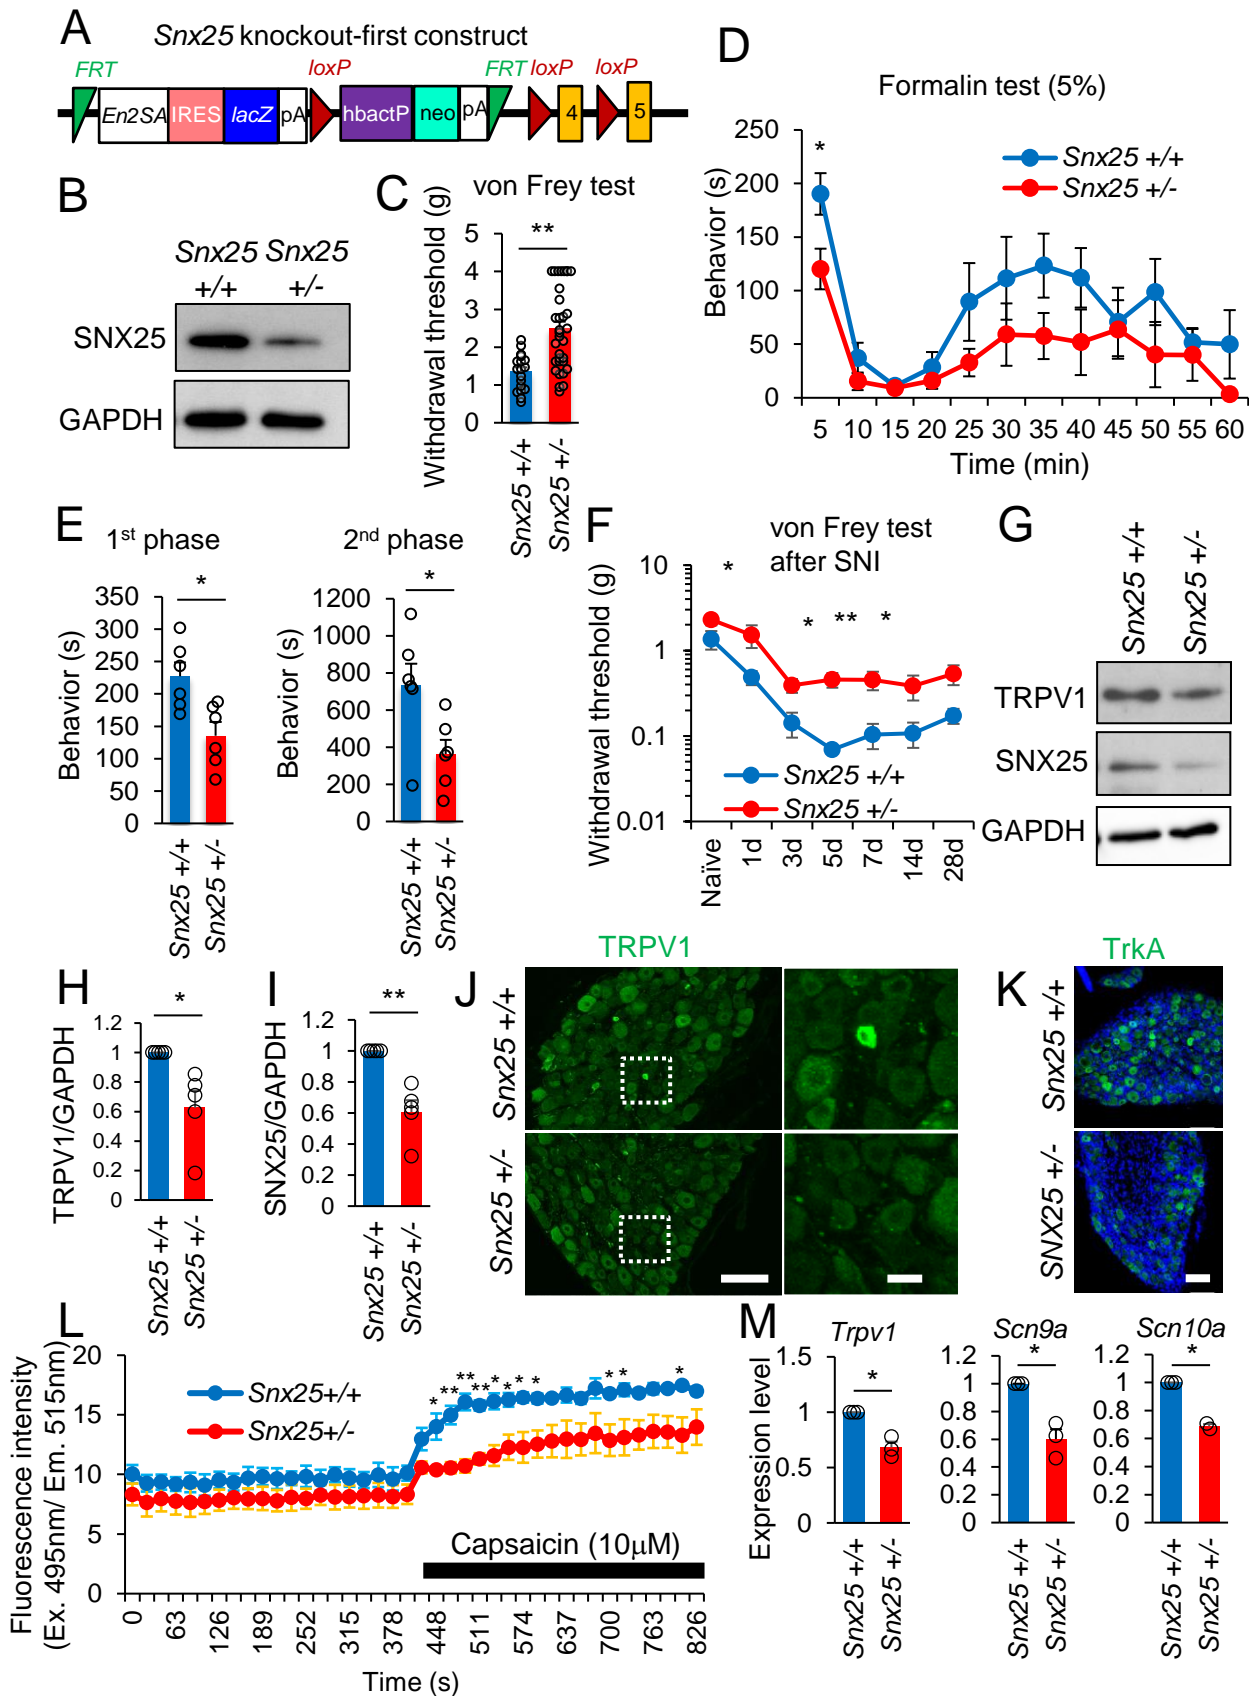 A
Snx25 knockout-first construct
FRT
loxP
FRT
loxP
loxP
En2SA
IRES
lacZ
pA
hbactP
neo
pA
4
5
B
Snx25
+/+
Snx25
+/-
SNX25
GAPDH
C
von Frey test
Withdrawal threshold (g)
5
4
3
2
1
0
**
Snx25 +/+
Snx25 +/-
D
Formalin test (5%)
Behavior (s)
250
200
150
100
50
0
*
Snx25 +/+
Snx25 +/-
5 10 15 20 25 30 35 40 45 50 55 60
Time (min)
E
1st phase
Behavior (s)
350
300
250
200
150
100
50
0
*
Snx25 +/+
Snx25 +/-
2nd phase
Behavior (s)
1200
1000
800
600
400
200
0
*
Snx25 +/+
Snx25 +/-
F
von Frey test
after SNI
Withdrawal threshold (g)
10
1
0.1
0.01
*
* ** *
Snx25 +/+
Snx25 +/-
Naïve 1d 3d 5d 7d 14d 28d
G
Snx25 +/+
Snx25 +/-
TRPV1
SNX25
GAPDH
H
TRPV1/GAPDH
1.2
1
0.8
0.6
0.4
0.2
0
*
Snx25 +/+
Snx25 +/-
I
SNX25/GAPDH
1.2
1
0.8
0.6
0.4
0.2
0
**
Snx25 +/+
Snx25 +/-
J
TRPV1
Snx25 +/+
Snx25 +/-
K
TrkA
Snx25 +/+
SNX25 +/-
L
Fluorescence intensity
(Ex. 495nm/ Em. 515nm)
20
15
10
5
0
Snx25+/+
Snx25+/-
* ** ** ** * * * * * *
Capsaicin (10μM)
0 63 126 189 252 315 378 448 511 574 637 700 763 826
Time (s)
M
Expression level
Trpv1
1.5
1
0.5
0
*
Snx25 +/+
Snx25 +/-
Scn9a
1.2
1
0.8
0.6
0.4
0.2
0
*
Snx25 +/+
Snx25 +/-
Scn10a
1.2
1
0.8
0.6
0.4
0.2
0
*
Snx25 +/+
Snx25 +/-